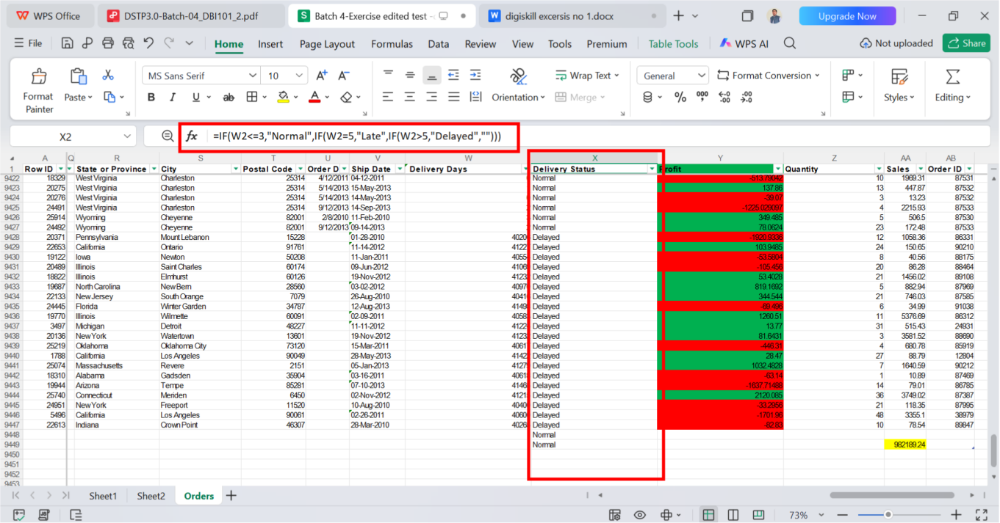 WPS Office
DSTP3.0-Batch-04_DBI101_2.pdf
Batch 4-Exercise edited test
digiskill excersis no 1.docx
Upgrade Now
File
Home
Insert
Page Layout
Formulas
Data
Review
View
Tools
Premium
Table Tools
WPS AI
Not uploaded
Share
Format Painter
Paste
MS Sans Serif
10
Wrap Text
General
Format Conversion
Orientation
Merge
Styles
Editing
X2
fx =IF(W2<=3,"Normal",IF(W2=5,"Late",IF(W2>5,"Delayed","")))
A Q R S T U V W X Y Z AA AB
1 Row ID State or Province City Postal Code Order D Ship Date Delivery Days Delivery Status Profit Quantity Sales Order ID
9422 18329 West Virginia Charleston 25314 4/12/2011 04-12-2011 Normal -513.79042 10 1969.31 87531
9423 20275 West Virginia Charleston 25314 5/14/2013 15-May-2013 Normal 137.86 13 447.87 87532
9424 20276 West Virginia Charleston 25314 5/14/2013 14-May-2013 Normal -39.07 3 13.23 87532
9425 24491 West Virginia Charleston 25314 9/12/2013 14-Sep-2013 Normal -1225.029097 4 2215.93 87533
9426 25914 Wyoming Cheyenne 82001 2/8/2010 11-Feb-2010 Normal 349.485 5 506.5 87530
9427 24492 Wyoming Cheyenne 82001 9/12/2013 09-14-2013 Normal 78.0624 23 172.48 87533
9428 20371 Pennsylvania Mount Lebanon 15228 01-28-2010 Delayed -1920.9336 12 1058.36 86331
9429 22653 California Ontario 91761 11-14-2012 Delayed 103.9485 24 150.65 90210
9430 19122 Iowa Newton 50208 11-Jan-2011 Delayed -53.5804 8 40.56 88175
9431 20489 Illinois Saint Charles 60174 09-Jun-2012 Delayed -105.456 20 86.28 88464
9432 18822 Illinois Elmhurst 60126 19-Nov-2012 Delayed 53.4028 21 1456.02 89108
9433 19687 North Carolina New Bern 28560 03-02-2012 Delayed 819.1692 5 882.94 87969
9434 22133 New Jersey South Orange 7079 26-Aug-2010 Delayed 344.544 21 746.03 87585
9435 24445 Florida Winter Garden 34787 12-Aug-2013 Delayed -69.496 6 34.99 91038
9436 19770 Illinois Wilmette 60091 02-09-2011 Delayed 1260.51 11 5376.69 86312
9437 3497 Michigan Detroit 48227 11-11-2012 Delayed 13.77 31 515.43 24931
9438 20136 New York Watertown 13601 19-Nov-2012 Delayed 81.6431 3 3581.52 88690
9439 25219 Oklahoma Oklahoma City 73120 15-Mar-2011 Delayed -446.31 4 680.78 85919
9440 1788 California Los Angeles 90049 28-May-2013 Delayed 28.47 27 88.79 12804
9441 25074 Massachusetts Revere 2151 05-Jan-2013 Delayed 1032.4828 7 1640.59 90212
9442 18310 Alabama Gadsden 35904 03-16-2011 Delayed -83.14 1 10.89 87469
9443 19944 Arizona Tempe 85281 07-10-2013 Delayed -1837.71488 14 79.01 86785
9444 25740 Connecticut Meriden 6450 02-Nov-2012 Delayed 2120.085 36 3749.02 87387
9445 24951 New York Freeport 11520 10-Aug-2010 Delayed -33.2956 21 118.35 87995
9446 5496 California Los Angeles 90061 02-26-2011 Delayed -1701.96 48 3355.1 38979
9447 22613 Indiana Crown Point 46307 28-Mar-2010 Delayed -82.83 10 78.54 89847
9448 Normal
9449 Normal 982189.24
9450
9451
9452
9453
Sheet1
Sheet2
Orders
73%